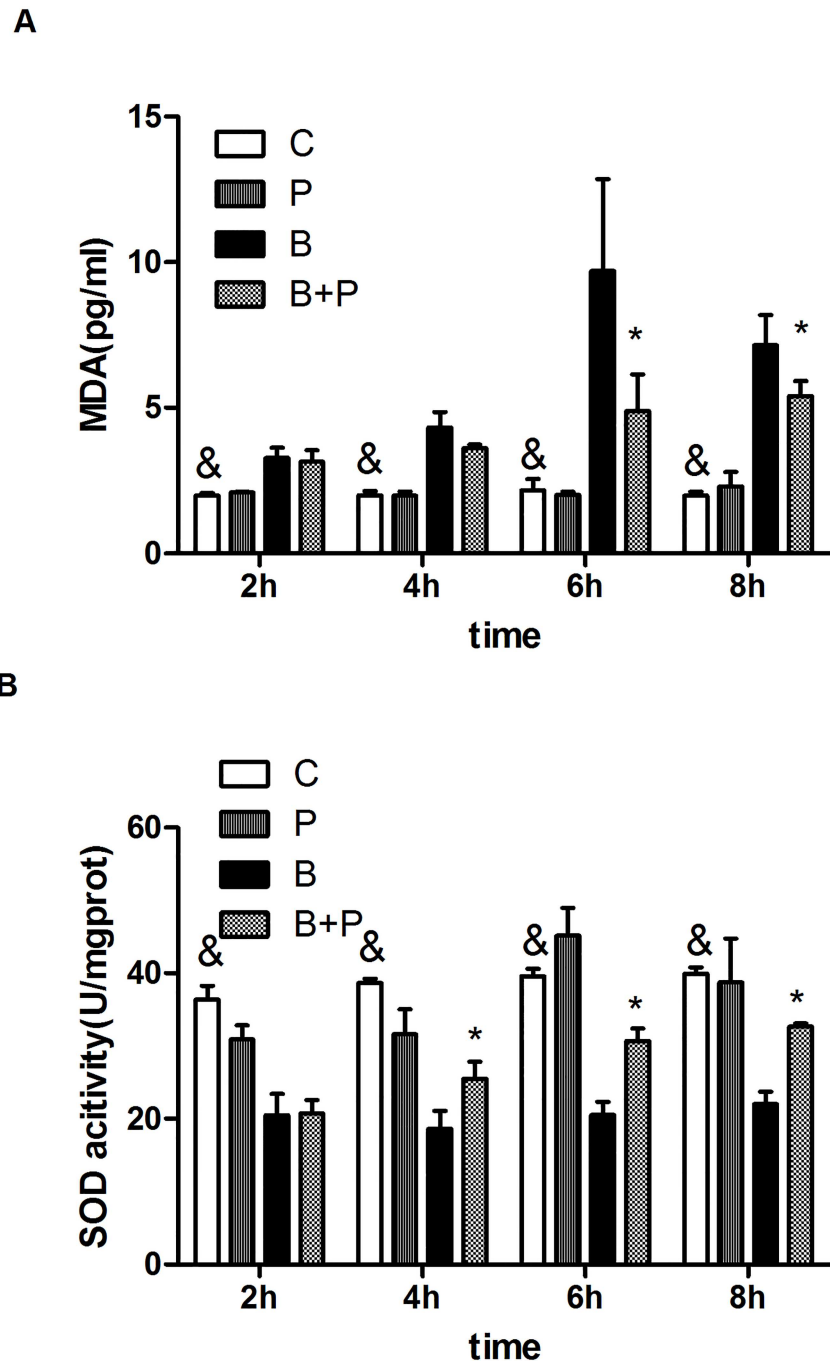 A
15
10
5
0
MDA(pg/ml)
C
P
B
B+P
& & & * & *
2h 4h 6h 8h
time
B
60
40
20
0
SOD acitivity(U/mgprot)
C
P
B
B+P
& & * & * & *
2h 4h 6h 8h
time